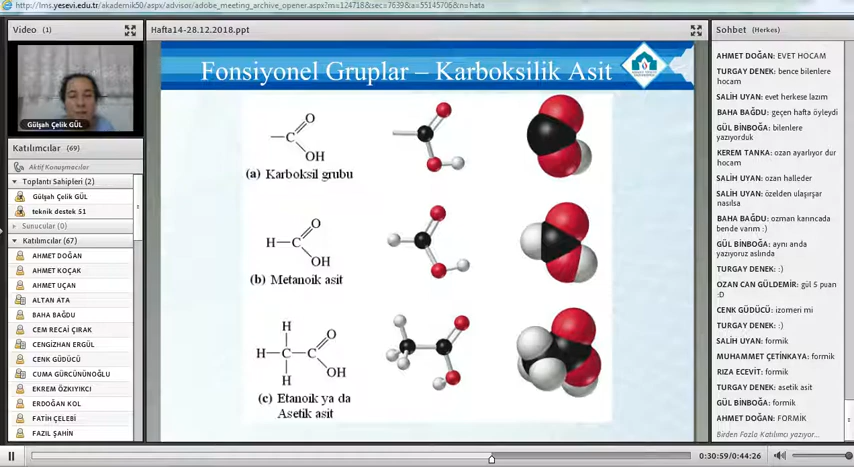 http://lms.yesevi.edu.tr/akademik50/aspx/advisor/adobe_meeting_archive_opener.aspx?m=124718&sec=7639&a=55145706&n=hata
Video (1)
Gülşah Çelik GÜL
Katılımcılar (69)
Aktif Konuşmacılar
Toplantı Sahipleri (2)
Gülşah Çelik GÜL
teknik destek 51
Sunucular (0)
Katılımcılar (67)
AHMET DOĞAN
AHMET KOÇAK
AHMET UÇAN
ALTAN ATA
BAHA BAĞDU
CEM RECAİ ÇIRAK
CENGİZHAN ERGÜL
CENK GÜDÜCÜ
CUMA GÜRCÜNÜNOĞLU
EKREM ÖZKIYIKCI
ERDOĞAN KOL
FATİH ÇELEBİ
FAZIL ŞAHİN
Hafta14-28.12.2018.ppt
Fonsiyonel Gruplar – Karboksilik Asit
O
C
OH
(a) Karboksil grubu
O
H C
OH
(b) Metanoik asit
H O
H C C
H OH
(c) Etanoik ya da
Asetik asit
Sohbet (Herkes)
AHMET DOĞAN: EVET HOCAM
TURGAY DENEK: bence bilenlere
hocam
SALİH UYAN: evet herkese lazım
BAHA BAĞDU: geçen hafta öyleydi
GÜL BİNBOĞA: bilenlere
yazıyorduk
KEREM TANKA: ozan ayarlıyor dur
hocam
SALİH UYAN: ozan halleder
SALİH UYAN: özelden ulaşırşar
nasılsa
BAHA BAĞDU: ozman karıncada
bende varım :)
GÜL BİNBOĞA: aynı anda
yazıyoruz aslında
TURGAY DENEK: :)
OZAN CAN GÜLDEMİR: gül 5 puan
:D
CENK GÜDÜCÜ: izomeri mi
TURGAY DENEK: :)
SALİH UYAN: formik
MUHAMMET ÇETİNKAYA: formik
RIZA ECEVİT: formik
TURGAY DENEK: asetik asit
GÜL BİNBOĞA: formik
AHMET DOĞAN: FORMİK
Birden Fazla Katılımcı yazıyor...
0:30:59/0:44:26